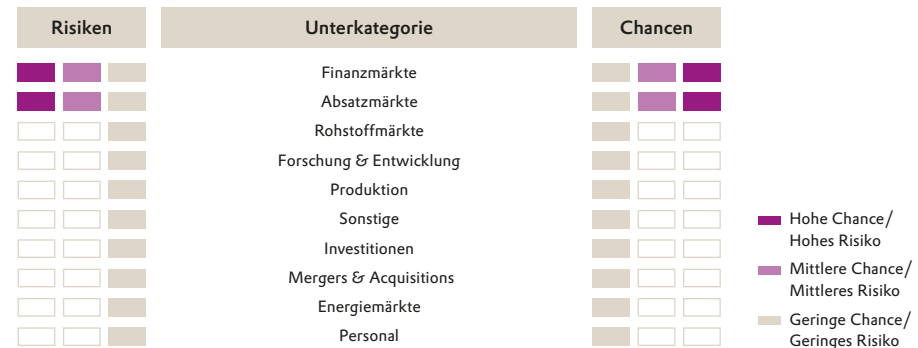 Risiken Unterkategorie Chancen
Finanzmärkte
Absatzmärkte
Rohstoffmärkte
Forschung & Entwicklung
Produktion
Sonstige
Investitionen
Mergers & Acquisitions
Energiemärkte
Personal
Hohe Chance/
Hohes Risiko
Mittlere Chance/
Mittleres Risiko
Geringe Chance/
Geringes Risiko